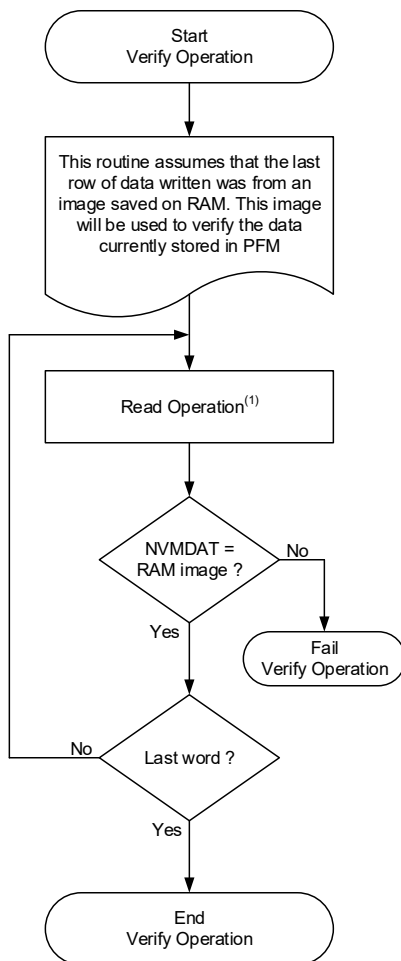 Start
Verify Operation
This routine assumes that the last
row of data written was from an
image saved on RAM. This image
will be used to verify the data
currently stored in PFM
Read Operation(1)
NVMDAT =
RAM image ?
No
Yes
Fail
Verify Operation
No
Last word ?
Yes
End
Verify Operation